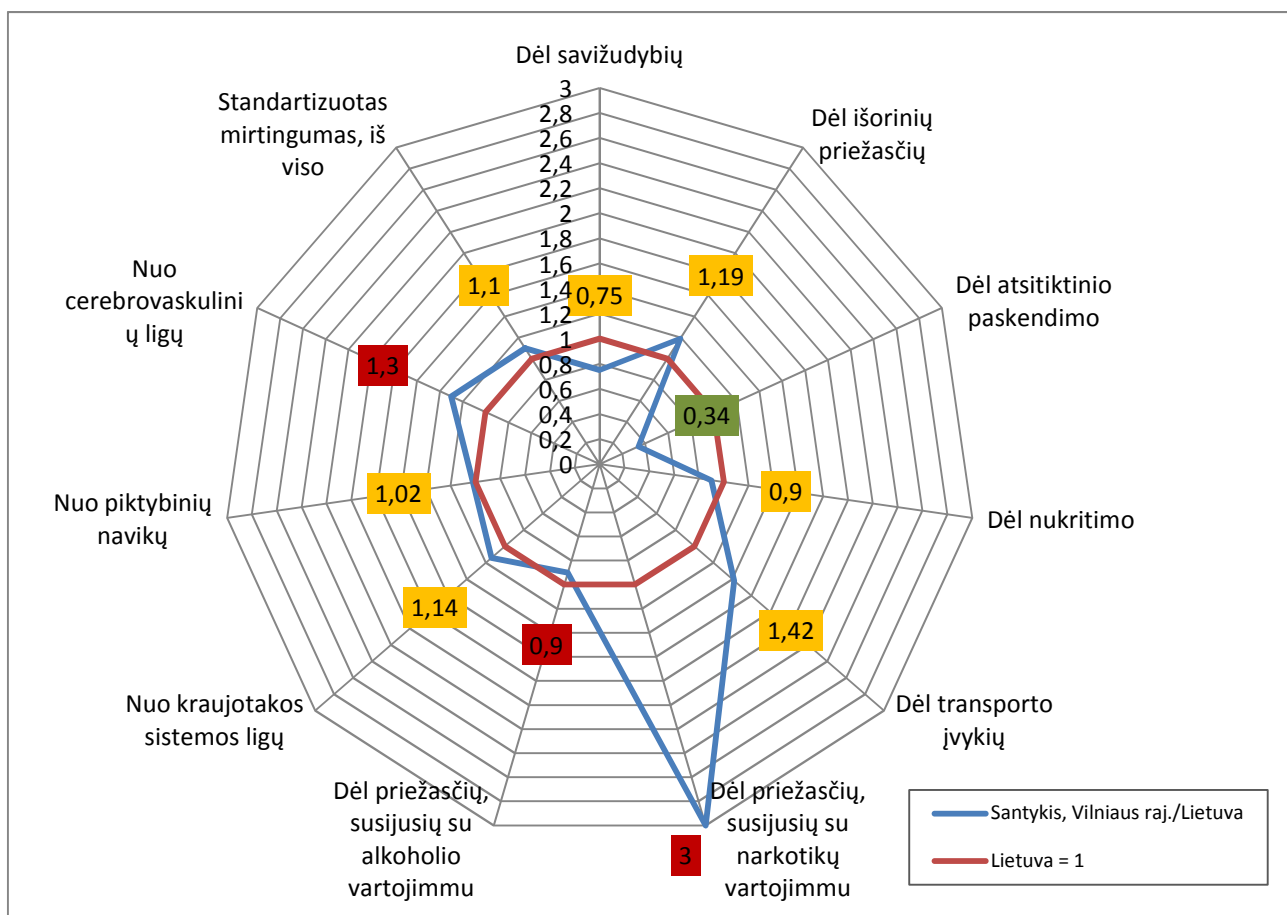 Dėl savižudybių
Dėl išorinių
priežasčių
Dėl atsitiktinio
paskendimo
Dėl nukritimo
Dėl transporto
įvykių
Dėl priežasčių,
susijusių su
narkotikų
vartojimmu
Dėl priežasčių,
susijusių su
alkoholio
vartojimmu
Nuo kraujotakos
sistemos ligų
Nuo piktybinių
navikų
Nuo
cerebrovaskulini
ų ligų
Standartizuotas
mirtingumas, iš
viso
3
2,8
2,6
2,4
2,2
2
1,8
1,6
1,4
1,2
1
0,8
0,6
0,4
0,2
0
0,75
1,19
0,34
0,9
1,42
3
0,9
1,14
1,02
1,3
1,1
Santykis, Vilniaus raj./Lietuva
Lietuva = 1